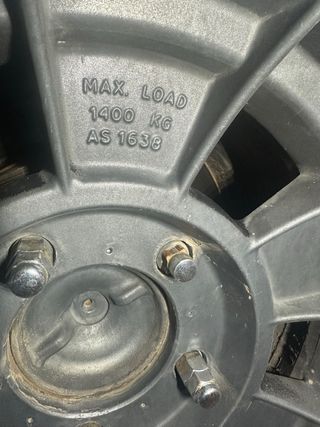 MAX. LOAD
1400 KG
AS 1638